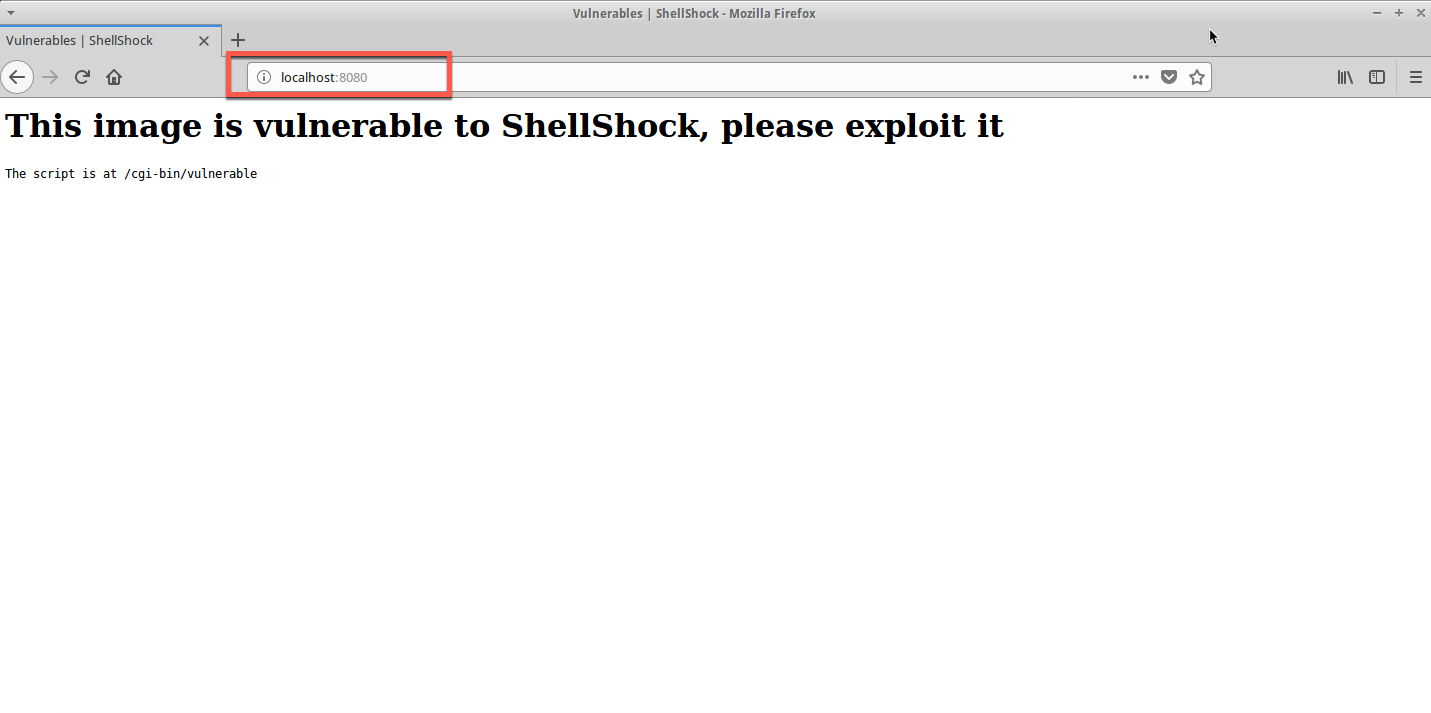 Vulnerables | ShellShock - Mozilla Firefox
Vulnerables | ShellShock
localhost:8080
This image is vulnerable to ShellShock, please exploit it
The script is at /cgi-bin/vulnerable